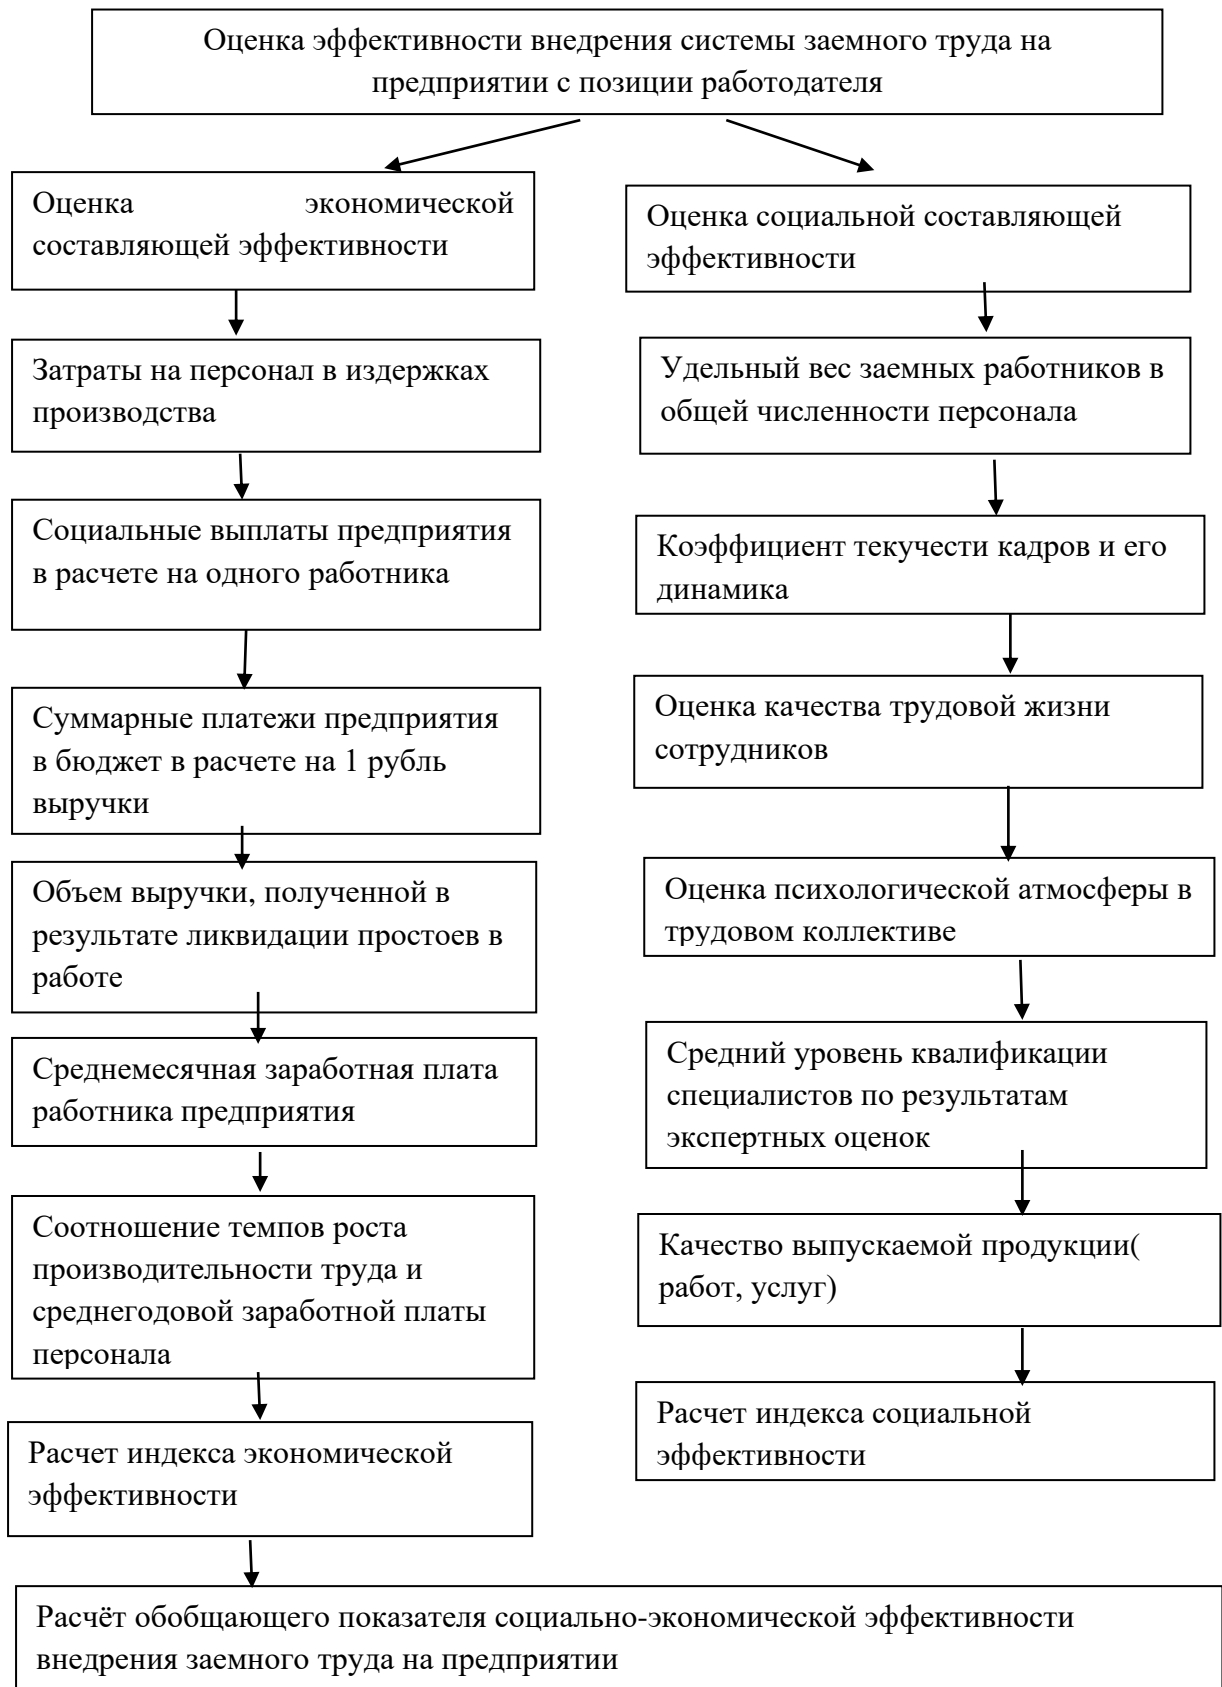 Оценка эффективности внедрения системы заемного труда на
предприятии с позиции работодателя
Оценка экономической
составляющей эффективности
Затраты на персонал в издержках
производства
Социальные выплаты предприятия
в расчете на одного работника
Суммарные платежи предприятия
в бюджет в расчете на 1 рубль
выручки
Объем выручки, полученной в
результате ликвидации простоев в
работе
Среднемесячная заработная плата
работника предприятия
Соотношение темпов роста
производительности труда и
среднегодовой заработной платы
персонала
Расчет индекса экономической
эффективности
Оценка социальной составляющей
эффективности
Удельный вес заемных работников в
общей численности персонала
Коэффициент текучести кадров и его
динамика
Оценка качества трудовой жизни
сотрудников
Оценка психологической атмосферы в
трудовом коллективе
Средний уровень квалификации
специалистов по результатам
экспертных оценок
Качество выпускаемой продукции(
работ, услуг)
Расчет индекса социальной
эффективности
Расчёт обобщающего показателя социально-экономической эффективности
внедрения заемного труда на предприятии